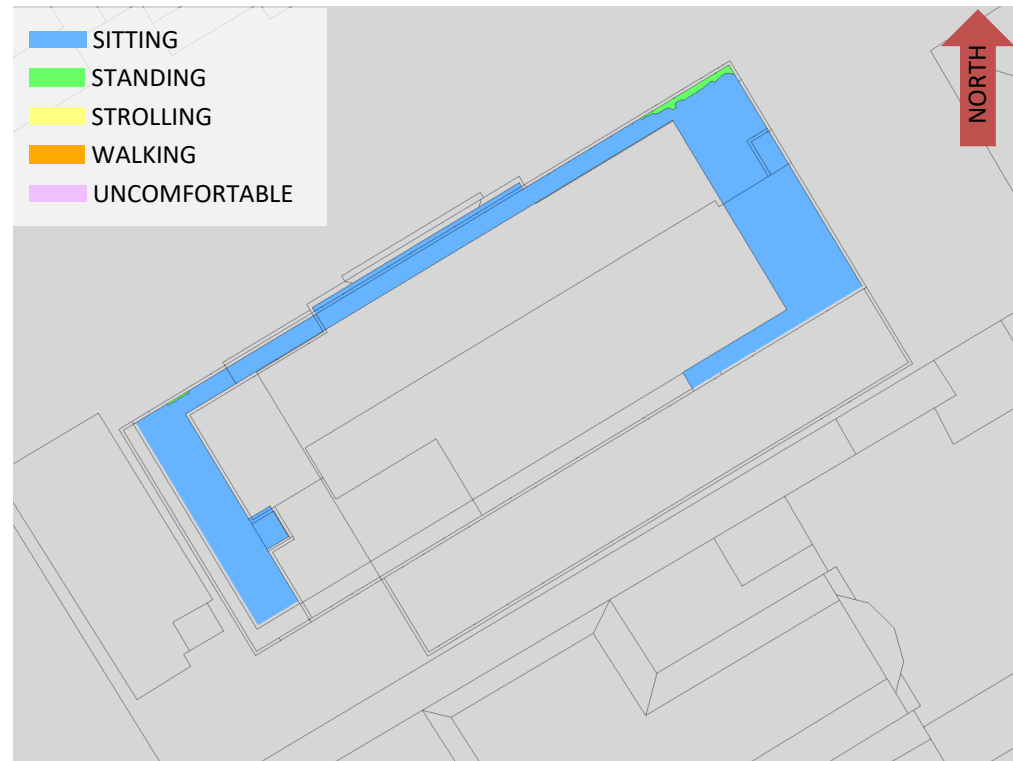 SITTING
STANDING
STROLLING
WALKING
UNCOMFORTABLE
NORTH